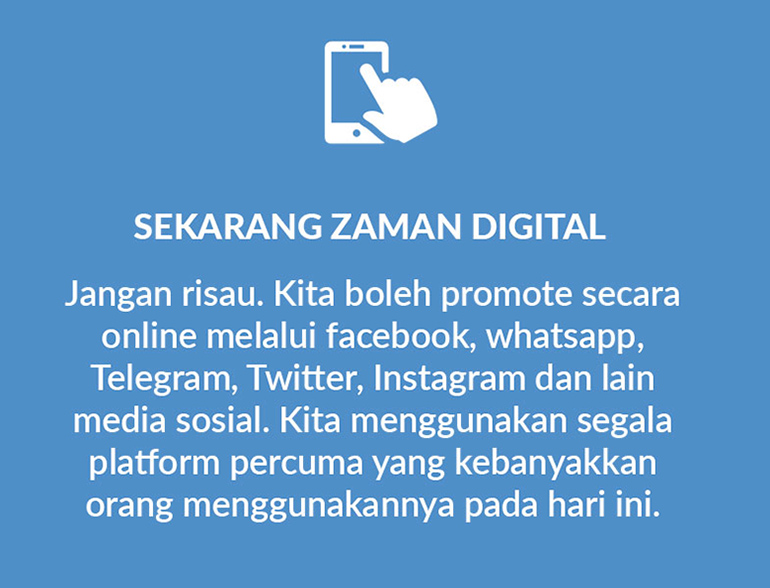 SEKARANG ZAMAN DIGITAL
Jangan risau. Kita boleh promote secara
online melalui facebook, whatsapp,
Telegram, Twitter, Instagram dan lain
media sosial. Kita menggunakan segala
platform percuma yang kebanyakkan
orang menggunakannya pada hari ini.